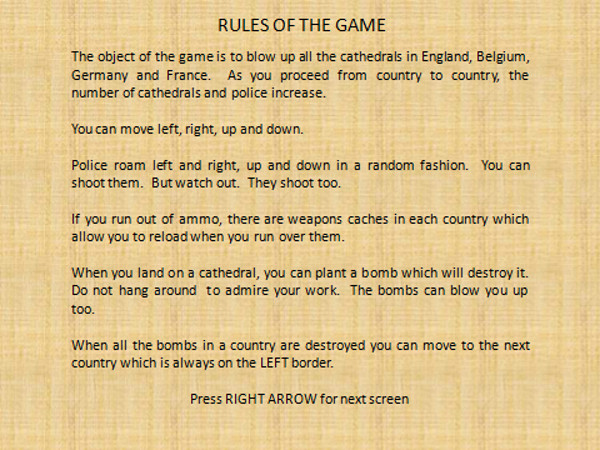 RULES OF THE GAME
The object of the game is to blow up all the cathedrals in England, Belgium,
Germany and France. As you proceed from country to country, the
number of cathedrals and police increase.
You can move left, right, up and down.
Police roam left and right, up and down in a random fashion. You can
shoot them. But watch out. They shoot too.
If you run out of ammo, there are weapons caches in each country which
allow you to reload when you run over them.
When you land on a cathedral, you can plant a bomb which will destroy it.
Do not hang around to admire your work. The bombs can blow you up
too.
When all the bombs in a country are destroyed you can move to the next
country which is always on the LEFT border.
Press RIGHT ARROW for next screen